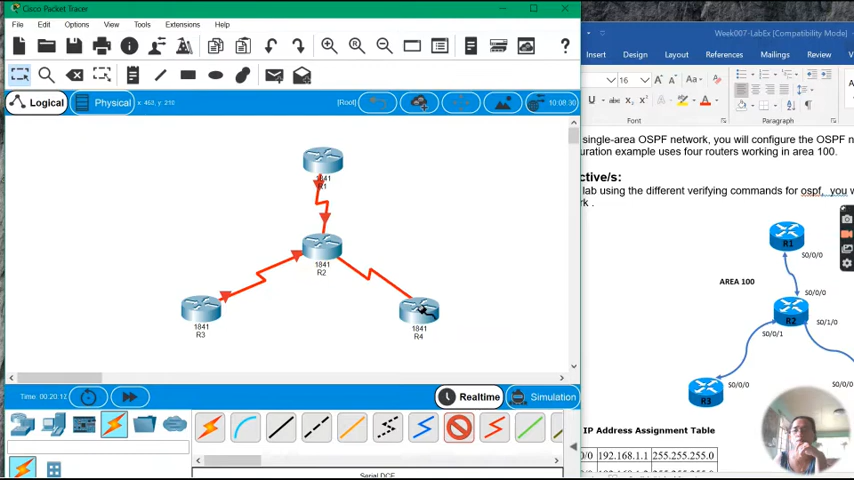 Cisco Packet Tracer
File Edit Options View Tools Extensions Help
Logical
Physical
x: 453, y: 210
[Root]
10:08:30
1841
R1
1841
R2
1841
R3
1841
R4
Time: 00:20:12
Realtime
Simulation
Serial DCE
Week007-LabEx [Compatibility Mode]
Insert Design Layout References Mailings Review
16
Aa
Font
Paragraph
single-area OSPF network, you will configure the OSPF n
uration example uses four routers working in area 100.
ctive/s:
lab using the different verifying commands for ospf, you w
rk .
R1
S0/0/0
AREA 100
S0/0/0
R2
S0/1/0
S0/0/1
S0/0/0
R3
IP Address Assignment Table
0/0 192.168.1.1 255.255.255.0